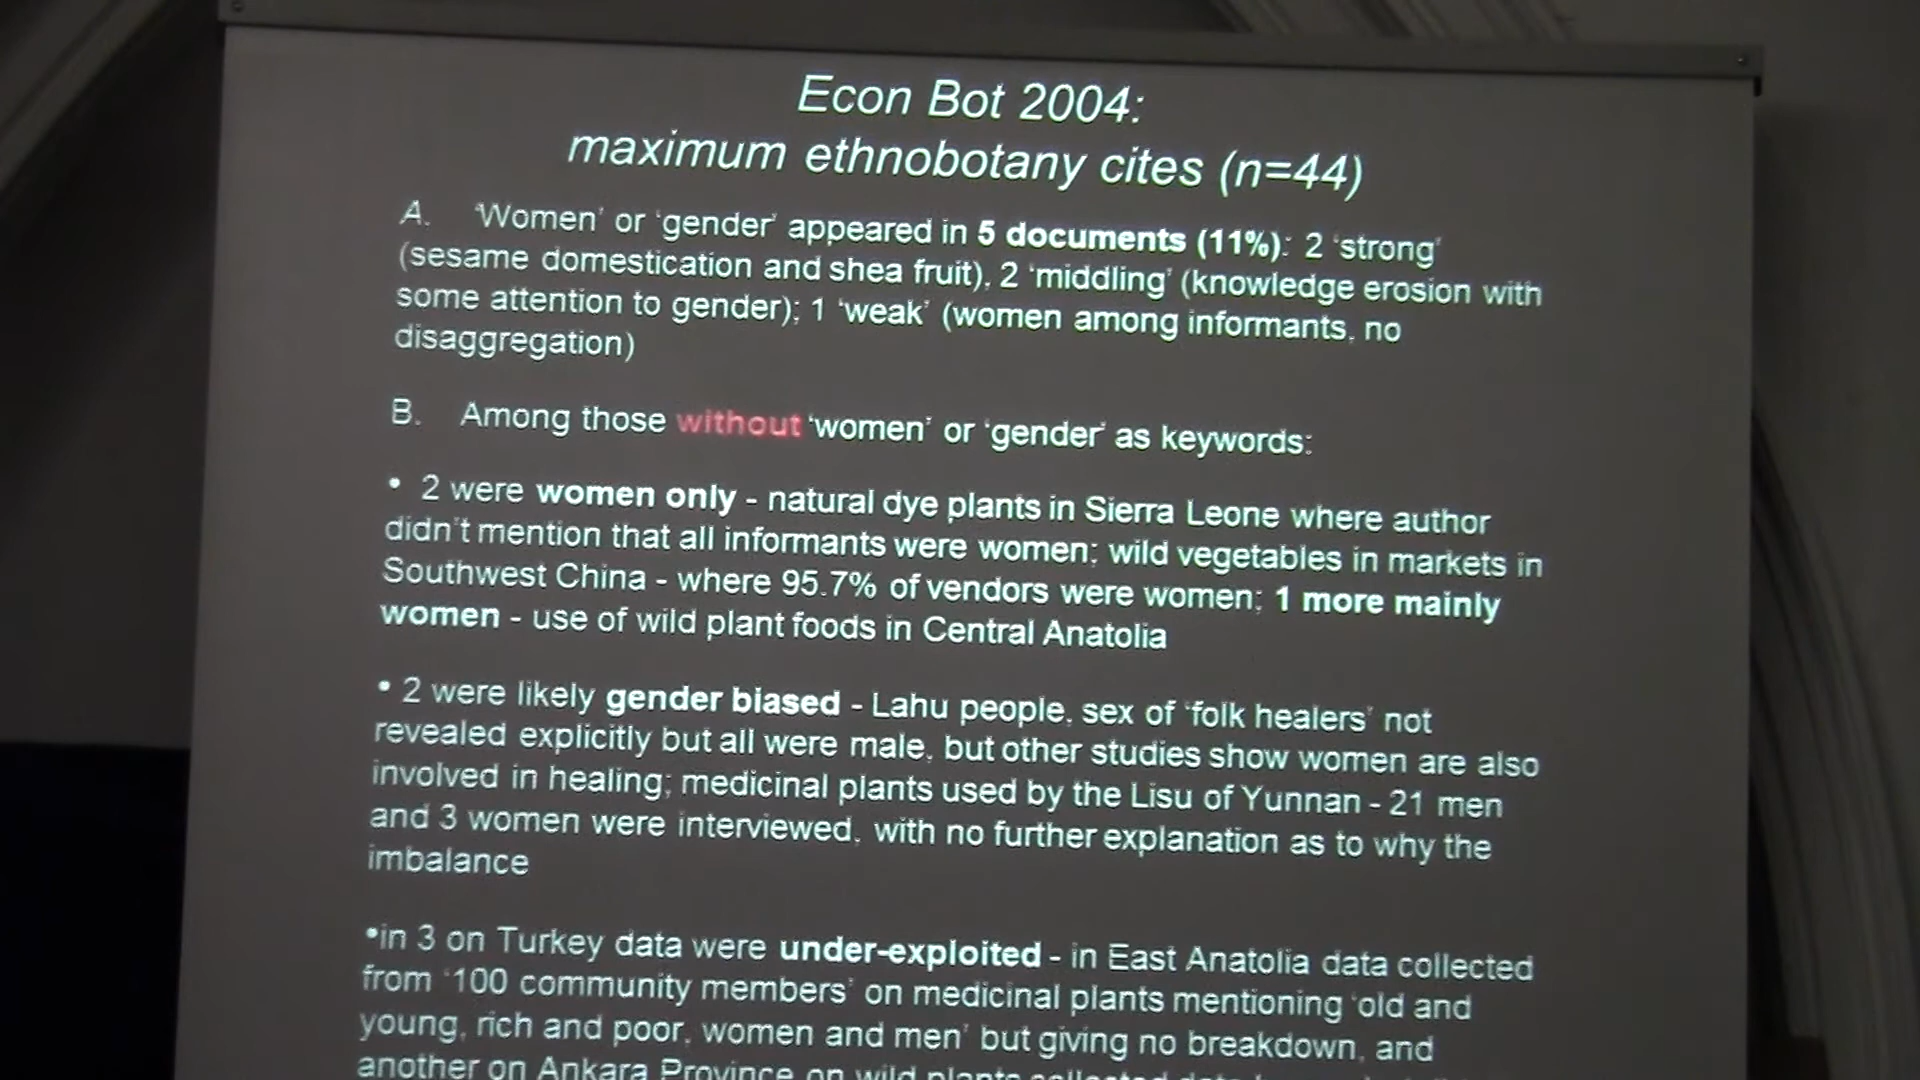 Econ Bot 2004:
maximum ethnobotany cites (n=44)
A. 'Women' or 'gender' appeared in 5 documents (11%): 2 'strong'
(sesame domestication and shea fruit), 2 'middling' (knowledge erosion with
some attention to gender); 1 'weak' (women among informants, no
disaggregation)
B. Among those without 'women' or 'gender' as keywords:
• 2 were women only - natural dye plants in Sierra Leone where author
didn't mention that all informants were women; wild vegetables in markets in
Southwest China - where 95.7% of vendors were women; 1 more mainly
women - use of wild plant foods in Central Anatolia
• 2 were likely gender biased - Lahu people, sex of 'folk healers' not
revealed explicitly but all were male, but other studies show women are also
involved in healing; medicinal plants used by the Lisu of Yunnan - 21 men
and 3 women were interviewed, with no further explanation as to why the
imbalance
•in 3 on Turkey data were under-exploited - in East Anatolia data collected
from '100 community members' on medicinal plants mentioning 'old and
young, rich and poor, women and men' but giving no breakdown, and
another on Ankara Province on wild plants collected data